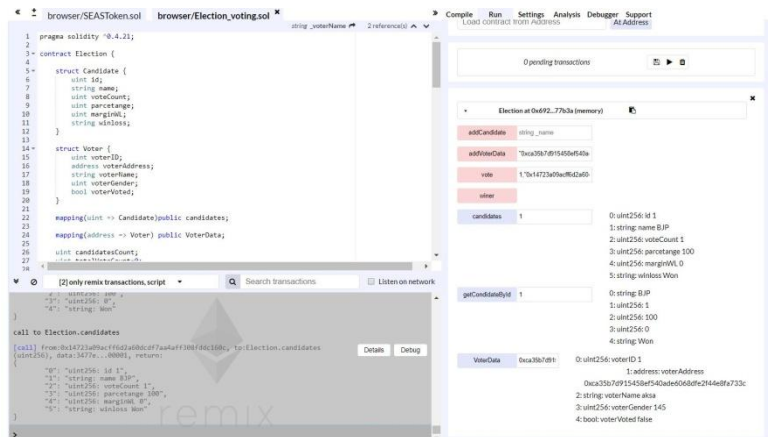 browser/SEASToken.sol browser/Election_voting.sol
string _voterName 2 reference(s)
1 pragma solidity ^0.4.21;
2
3 contract Election {
4
5 struct Candidate {
6 uint id;
7 string name;
8 uint voteCount;
9 uint parcetange;
10 uint marginWL;
11 string winloss;
12 }
13
14 struct Voter {
15 uint voterID;
16 address voterAddress;
17 string voterName;
18 uint voterGender;
19 bool voterVoted;
20 }
21
22 mapping(uint => Candidate)public candidates;
23
24 mapping(address => Voter) public VoterData;
25
26 uint candidatesCount;
27
[2] only remix transactions, script Search transactions Listen on network
"2": "uint256: 100",
"3": "uint256: 0",
"4": "string: Won"
}
call to Election.candidates
[call] from:0x14723a09acff6d2a60dcdf7aa4aff308fddc160c, to:Election.candidates
(uint256), data:3477e...00001, return:
Details Debug
{
"0": "uint256: id 1",
"1": "string: name BJP",
"2": "uint256: voteCount 1",
"3": "uint256: parcetange 100",
"4": "uint256: marginWL 0",
"5": "string: winloss Won"
}
remix
>
Compile Run Settings Analysis Debugger Support
Load contract from Address At Address
0 pending transactions
Election at 0x692...77b3a (memory)
addCandidate string _name
addVoterData "0xca35b7d915458ef540a
vote 1,"0x14723a09acff6d2a60
winer
candidates 1
0: uint256: id 1
1: string: name BJP
2: uint256: voteCount 1
3: uint256: parcetange 100
4: uint256: marginWL 0
5: string: winloss Won
getCondidateById 1
0: string: BJP
1: uint256: 1
2: uint256: 100
3: uint256: 0
4: string: Won
VoterData 0xca35b7d91
0: uint256: voterID 1
1: address: voterAddress
0xca35b7d915458ef540ade6068dfe2f44e8fa733c
2: string: voterName aksa
3: uint256: voterGender 145
4: bool: voterVoted false